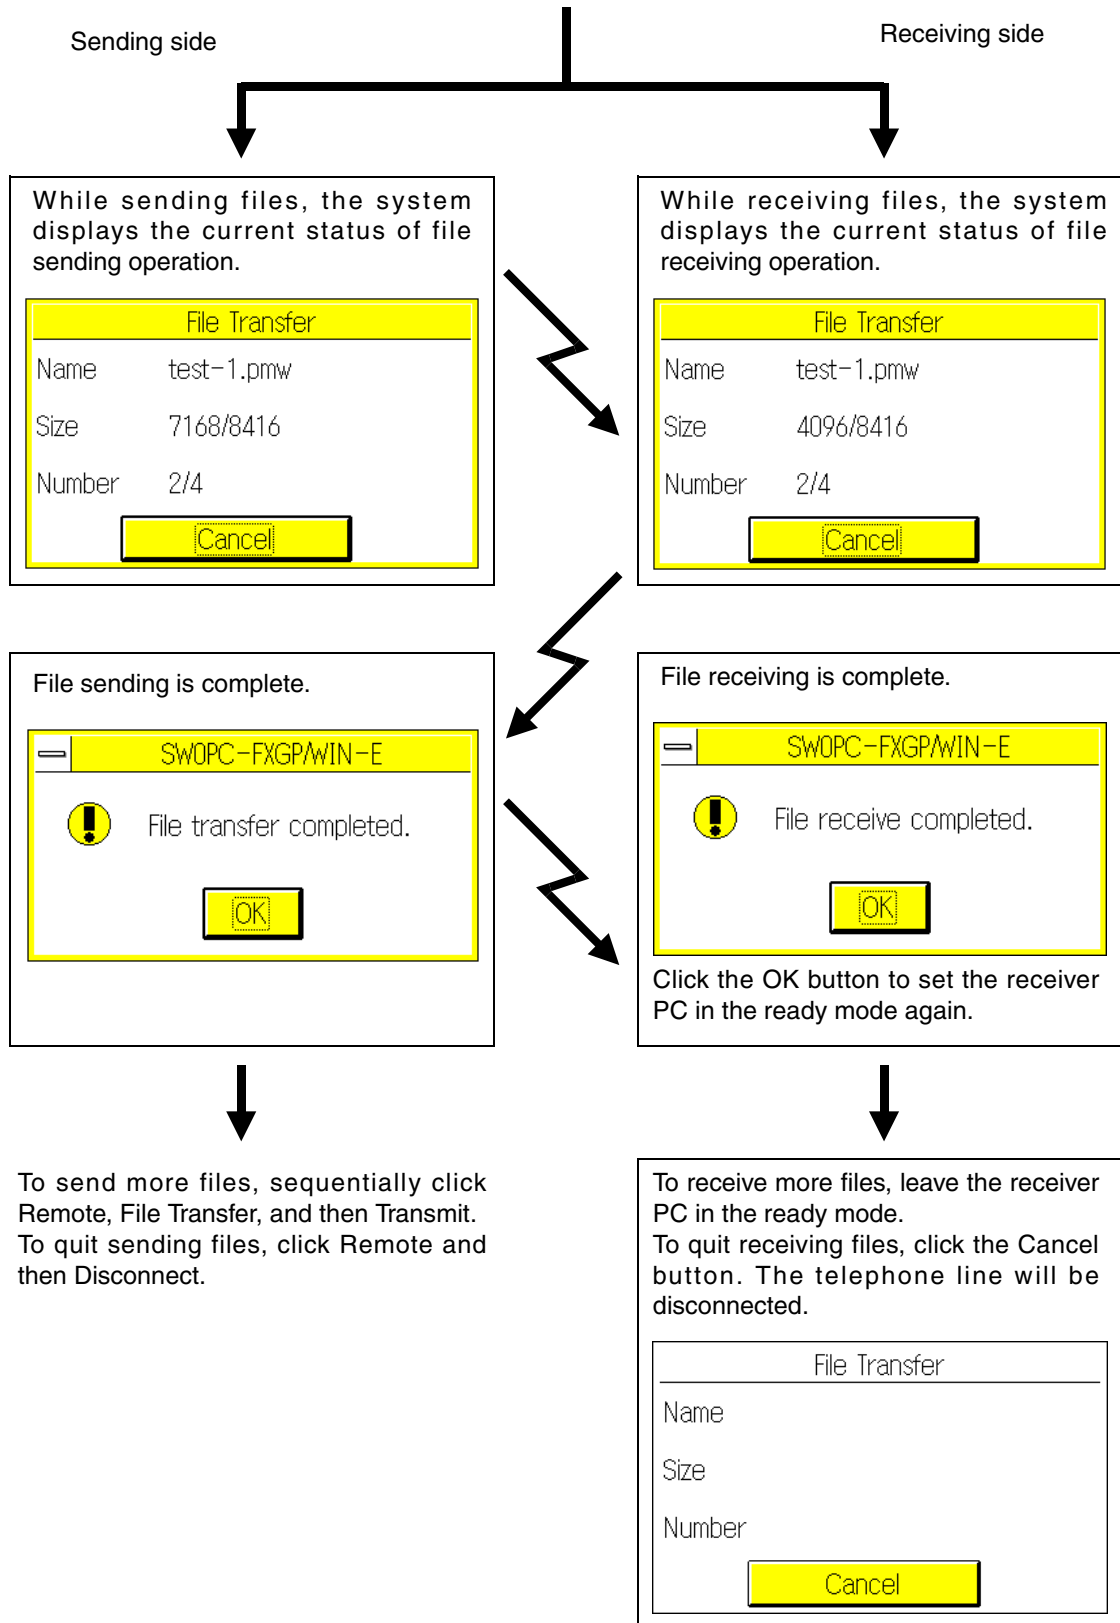 Sending side
Receiving side
While sending files, the system
displays the current status of file
sending operation.
File Transfer
Name test-1.pmw
Size 7168/8416
Number 2/4
Cancel
While receiving files, the system
displays the current status of file
receiving operation.
File Transfer
Name test-1.pmw
Size 4096/8416
Number 2/4
Cancel
File sending is complete.
SW0PC-FXGP/WIN-E
File transfer completed.
OK
File receiving is complete.
SW0PC-FXGP/WIN-E
File receive completed.
OK
Click the OK button to set the receiver
PC in the ready mode again.
To send more files, sequentially click
Remote, File Transfer, and then Transmit.
To quit sending files, click Remote and
then Disconnect.
To receive more files, leave the receiver
PC in the ready mode.
To quit receiving files, click the Cancel
button. The telephone line will be
disconnected.
File Transfer
Name
Size
Number
Cancel